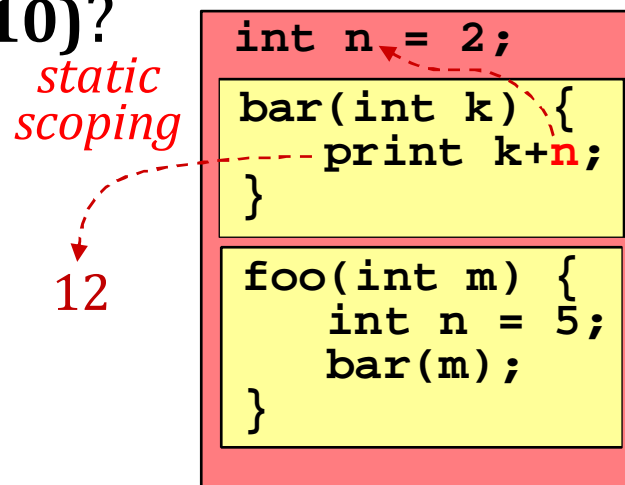 10)?
static
scoping
12
int n = 2;
bar(int k) {
print k+n;
}
foo(int m) {
int n = 5;
bar(m);
}